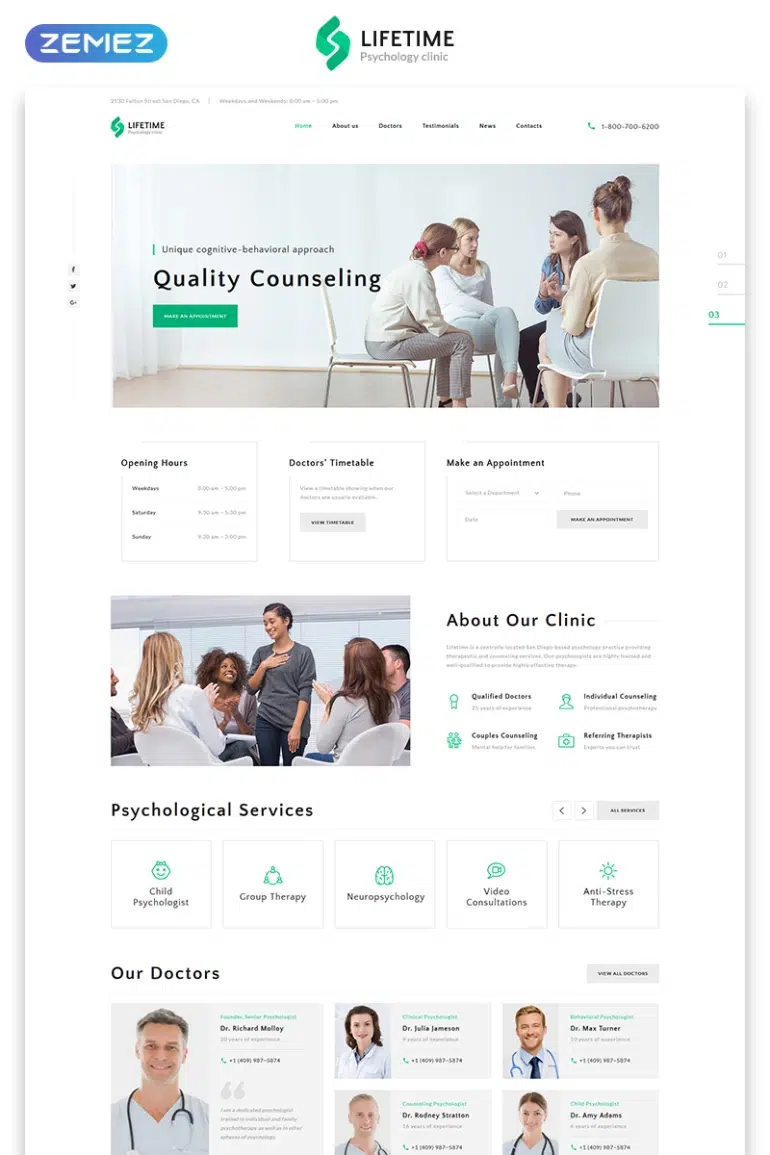 ZEMEZ
LIFETIME
Psychology clinic
2130 Fulton Street San Diego, CA | Weekdays and Weekends: 8:00 am – 5:00 pm
LIFETIME
Psychology clinic
Home
About us
Doctors
Testimonials
News
Contacts
1-800-700-6200
Unique cognitive-behavioral approach
Quality Counseling
MAKE AN APPOINTMENT
f
G+
01
02
03
Opening Hours
Weekdays 8:00 am – 5:00 pm
Saturday 9:30 am – 5:30 pm
Sunday 9:30 am – 3:00 pm
Doctors' Timetable
View a timetable showing when our
doctors are usually available.
VIEW TIMETABLE
Make an Appointment
Select a Department
Phone
Date
MAKE AN APPOINTMENT
About Our Clinic
Lifetime is a centrally located San Diego based psychology practice providing
therapeutic and counseling services. Our psychologists are highly trained and
well-qualified to provide highly effective therapy.
Qualified Doctors
25 years of experience
Individual Counseling
Professional psychotherapy
Couples Counseling
Mental help for families
Referring Therapists
Experts you can trust
Psychological Services
ALL SERVICES
Child
Psychologist
Group Therapy
Neuropsychology
Video
Consultations
Anti-Stress
Therapy
Our Doctors
VIEW ALL DOCTORS
Founder, Senior Psychologist
Dr. Richard Molloy
20 years of experience
+1 (409) 987–5874
I am a dedicated psychologist
trained in individual and family
psychotherapy as well as in other
spheres of psychology.
Clinical Psychologist
Dr. Julia Jameson
9 years of experience
+1 (409) 987–5874
Behavioral Psychologist
Dr. Max Turner
10 years of experience
+1 (409) 987–5874
Counseling Psychologist
Dr. Rodney Stratton
16 years of experience
+1 (409) 987–5874
Child Psychologist
Dr. Amy Adams
6 years of experience
+1 (409) 987–5874